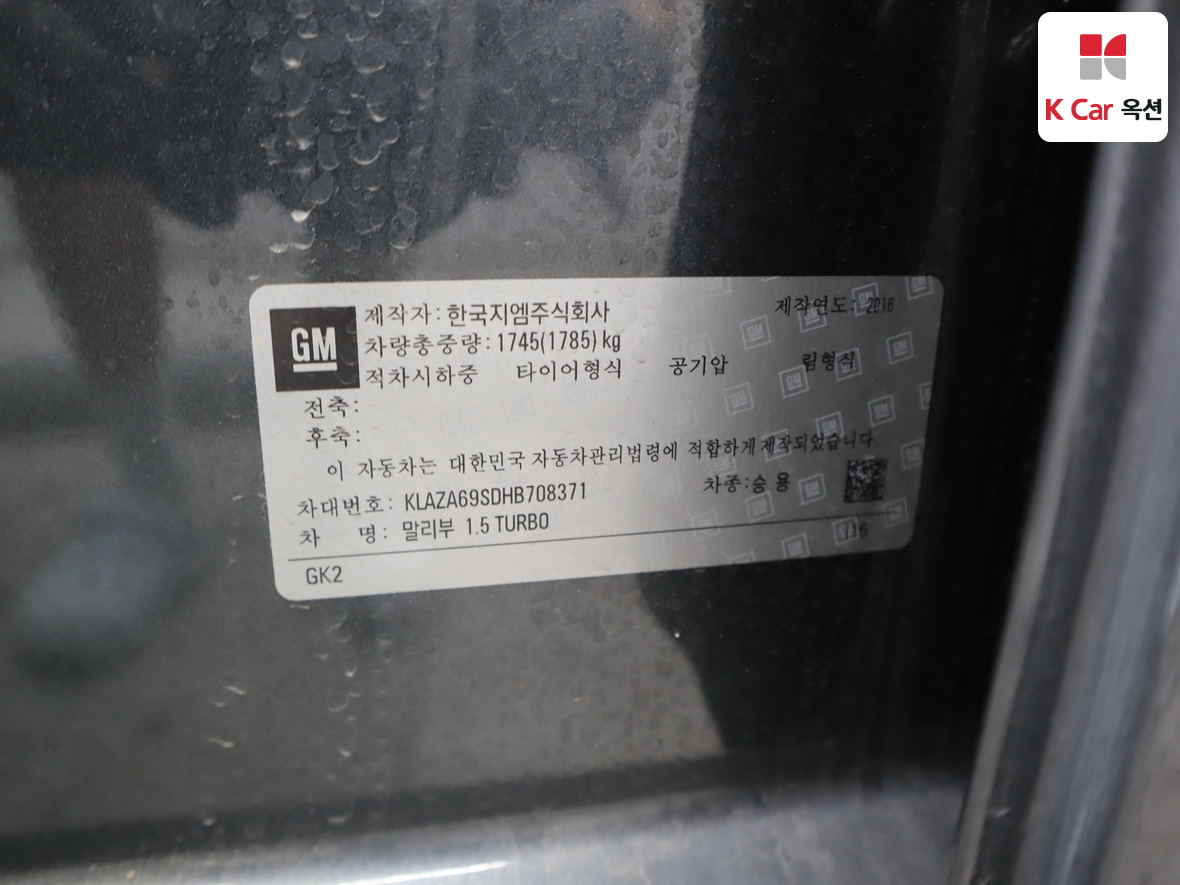 K Car 옥션
GM
제작자: 한국지엠주식회사 제작연도: 2016
차량총중량: 1745(1785) kg
적차시하중 타이어형식 공기압 림형식
전축:
후축:
이 자동차는 대한민국 자동차관리법령에 적합하게 제작되었습니다.
차대번호: KLAZA69SDHB708371 차종: 승용
차 명: 말리부 1.5 TURBO
GK2